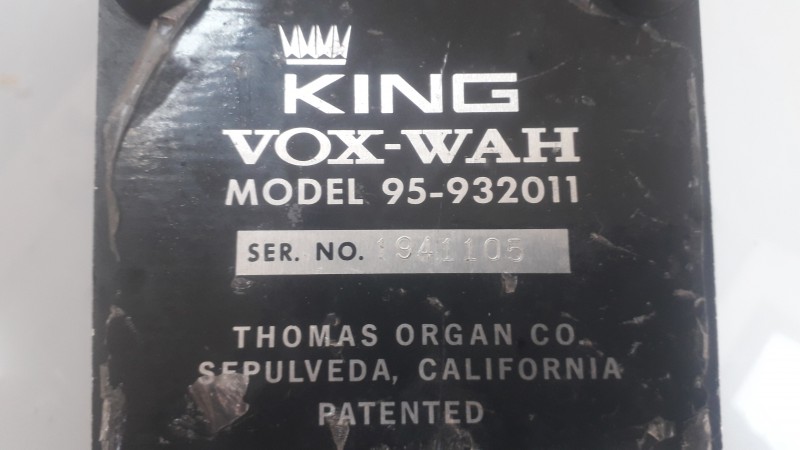 KING
VOX-WAH
MODEL 95-932011
SER. NO. 1941105
THOMAS ORGAN CO.
SEPULVEDA, CALIFORNIA
PATENTED